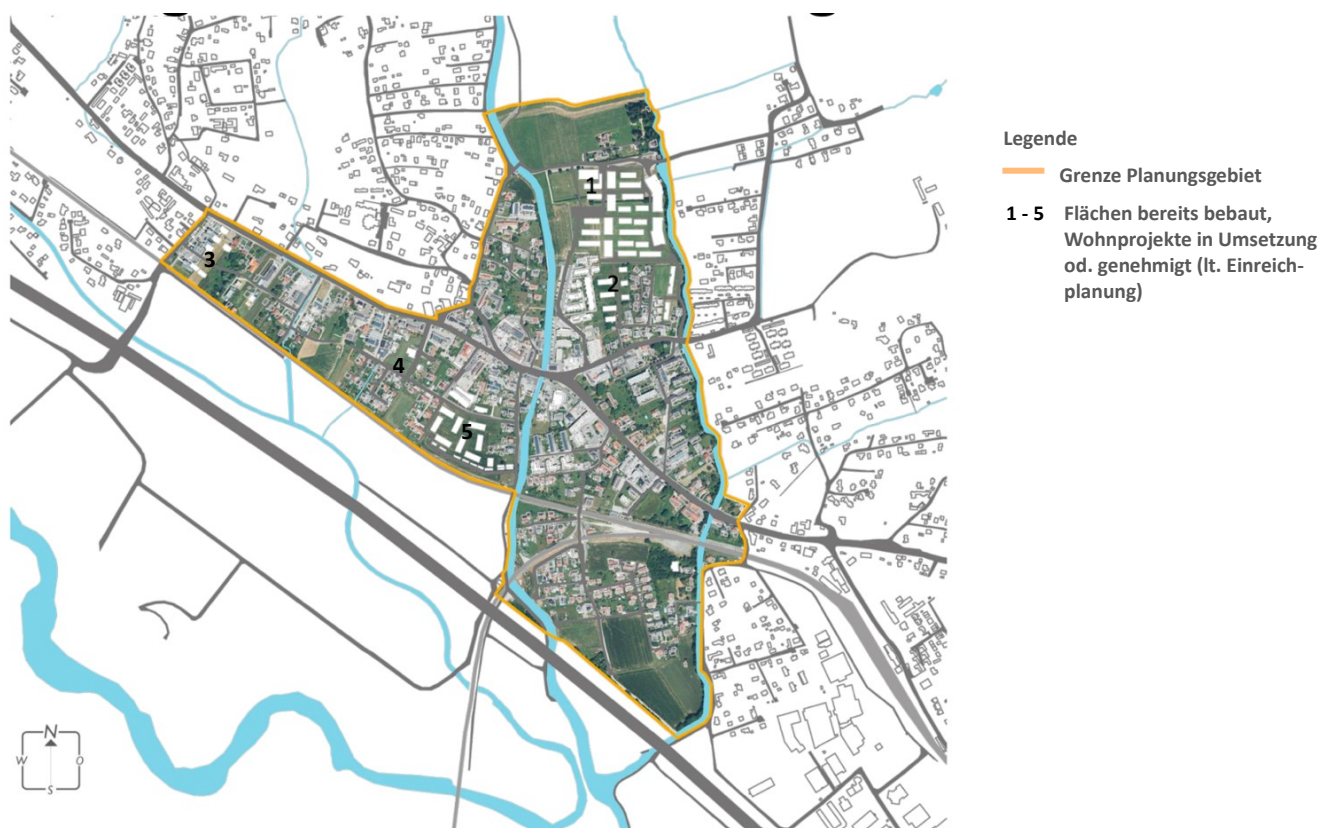 Legende
Grenze Planungsgebiet
1 - 5 Flächen bereits bebaut,
Wohnprojekte in Umsetzung
od. genehmigt (lt. Einreich-
planung)
1
2
3
4
5
N
W O
S